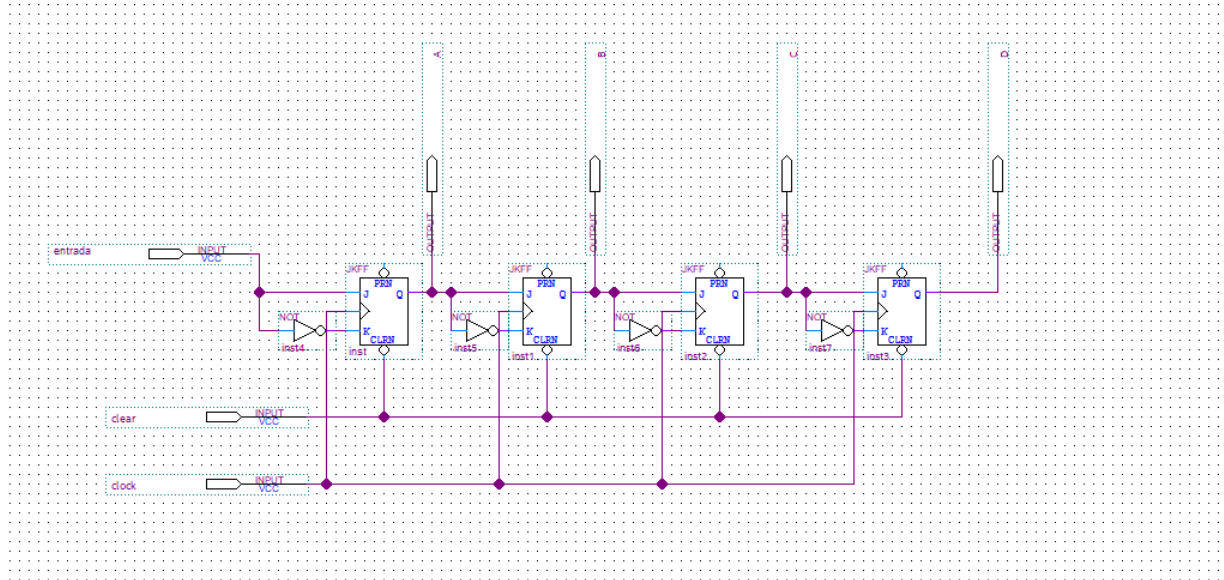 A
B
C
D
OUTPUT
OUTPUT
OUTPUT
OUTPUT
entrada
INPUT
VCC
JKFF
PRN
J
Q
K
CLRN
inst
NOT
inst4
JKFF
PRN
J
Q
K
CLRN
inst1
NOT
inst5
JKFF
PRN
J
Q
K
CLRN
inst2
NOT
inst6
JKFF
PRN
J
Q
K
CLRN
inst3
NOT
inst7
clear
INPUT
VCC
clock
INPUT
VCC